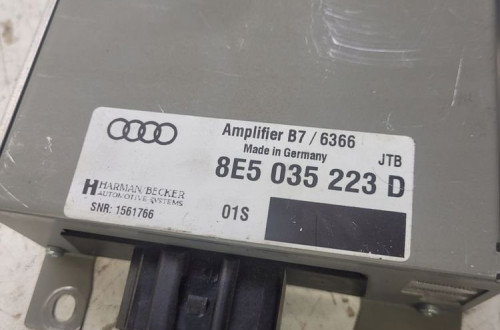 Amplifier B7 / 6366
Made in Germany
JTB
8E5 035 223 D
H HARMAN/BECKER
AUTOMOTIVE SYSTEMS
SNR: 1561766
01S